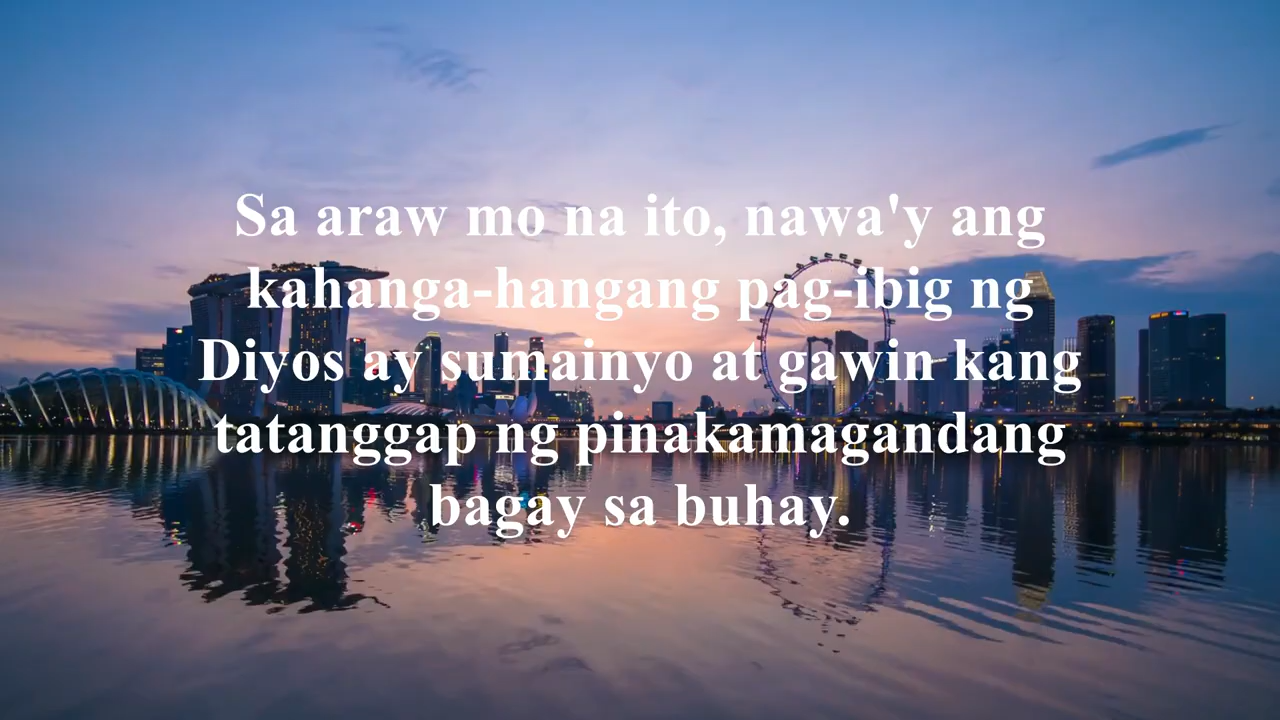 Sa araw mo na ito, nawa'y ang
kahanga-hangang pag-ibig ng
Diyos ay sumainyo at gawin kang
tatanggap ng pinakamagandang
bagay sa buhay.